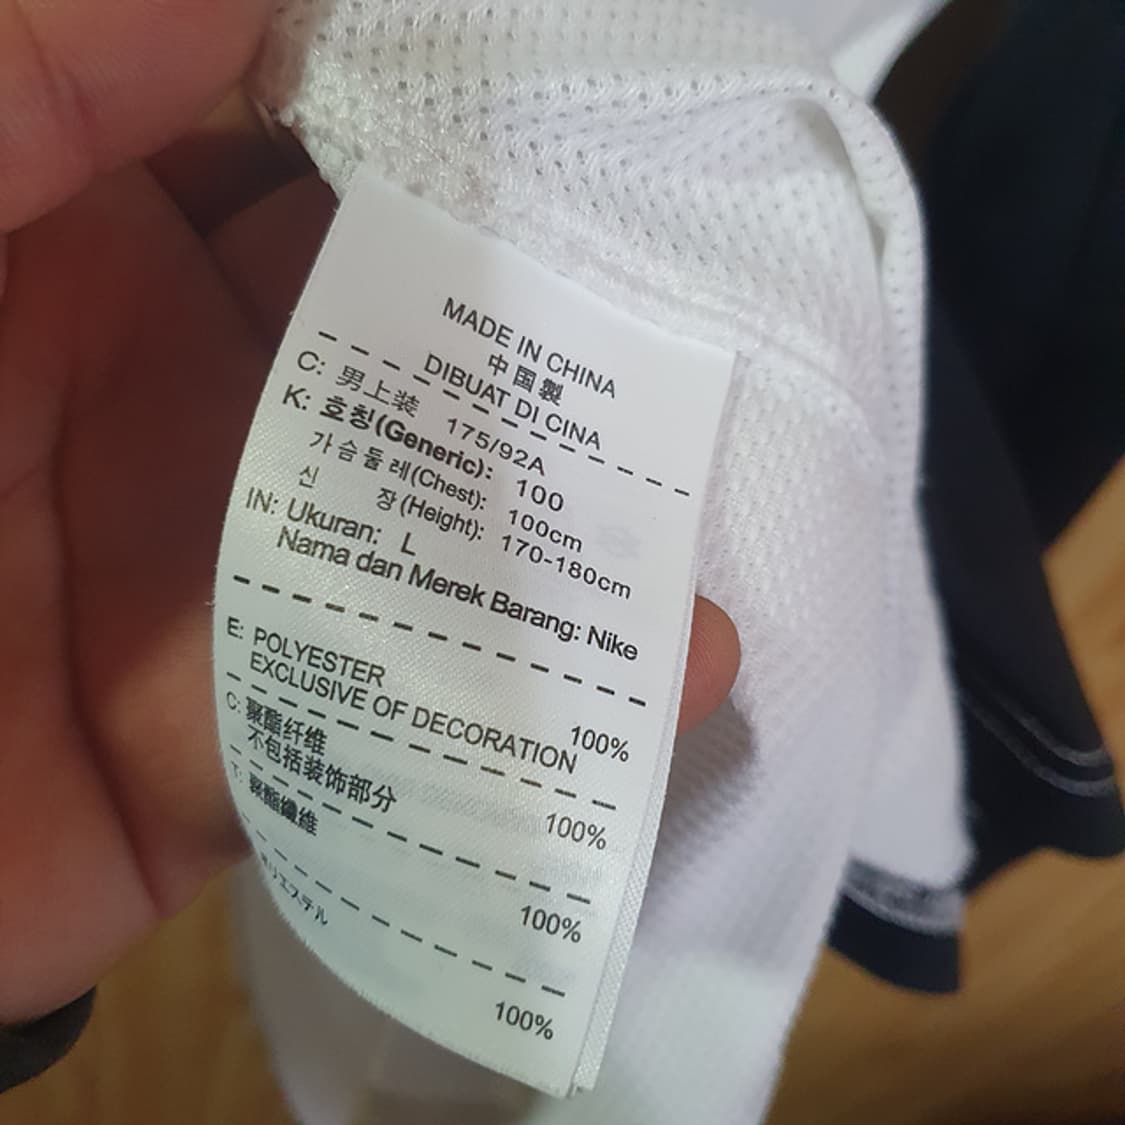 MADE IN CHINA
中国製
DIBUAT DI CINA
C: 男上装 175/92A
K: 호칭(Generic): 100
가슴둘레(Chest): 100cm
신 장(Height): 170-180cm
IN: Ukuran: L
Nama dan Merek Barang: Nike
E: POLYESTER 100%
EXCLUSIVE OF DECORATION
C: 聚酯纤维 100%
不包括装饰部分
T: 聚酯纖維 100%
ポリエステル 100%